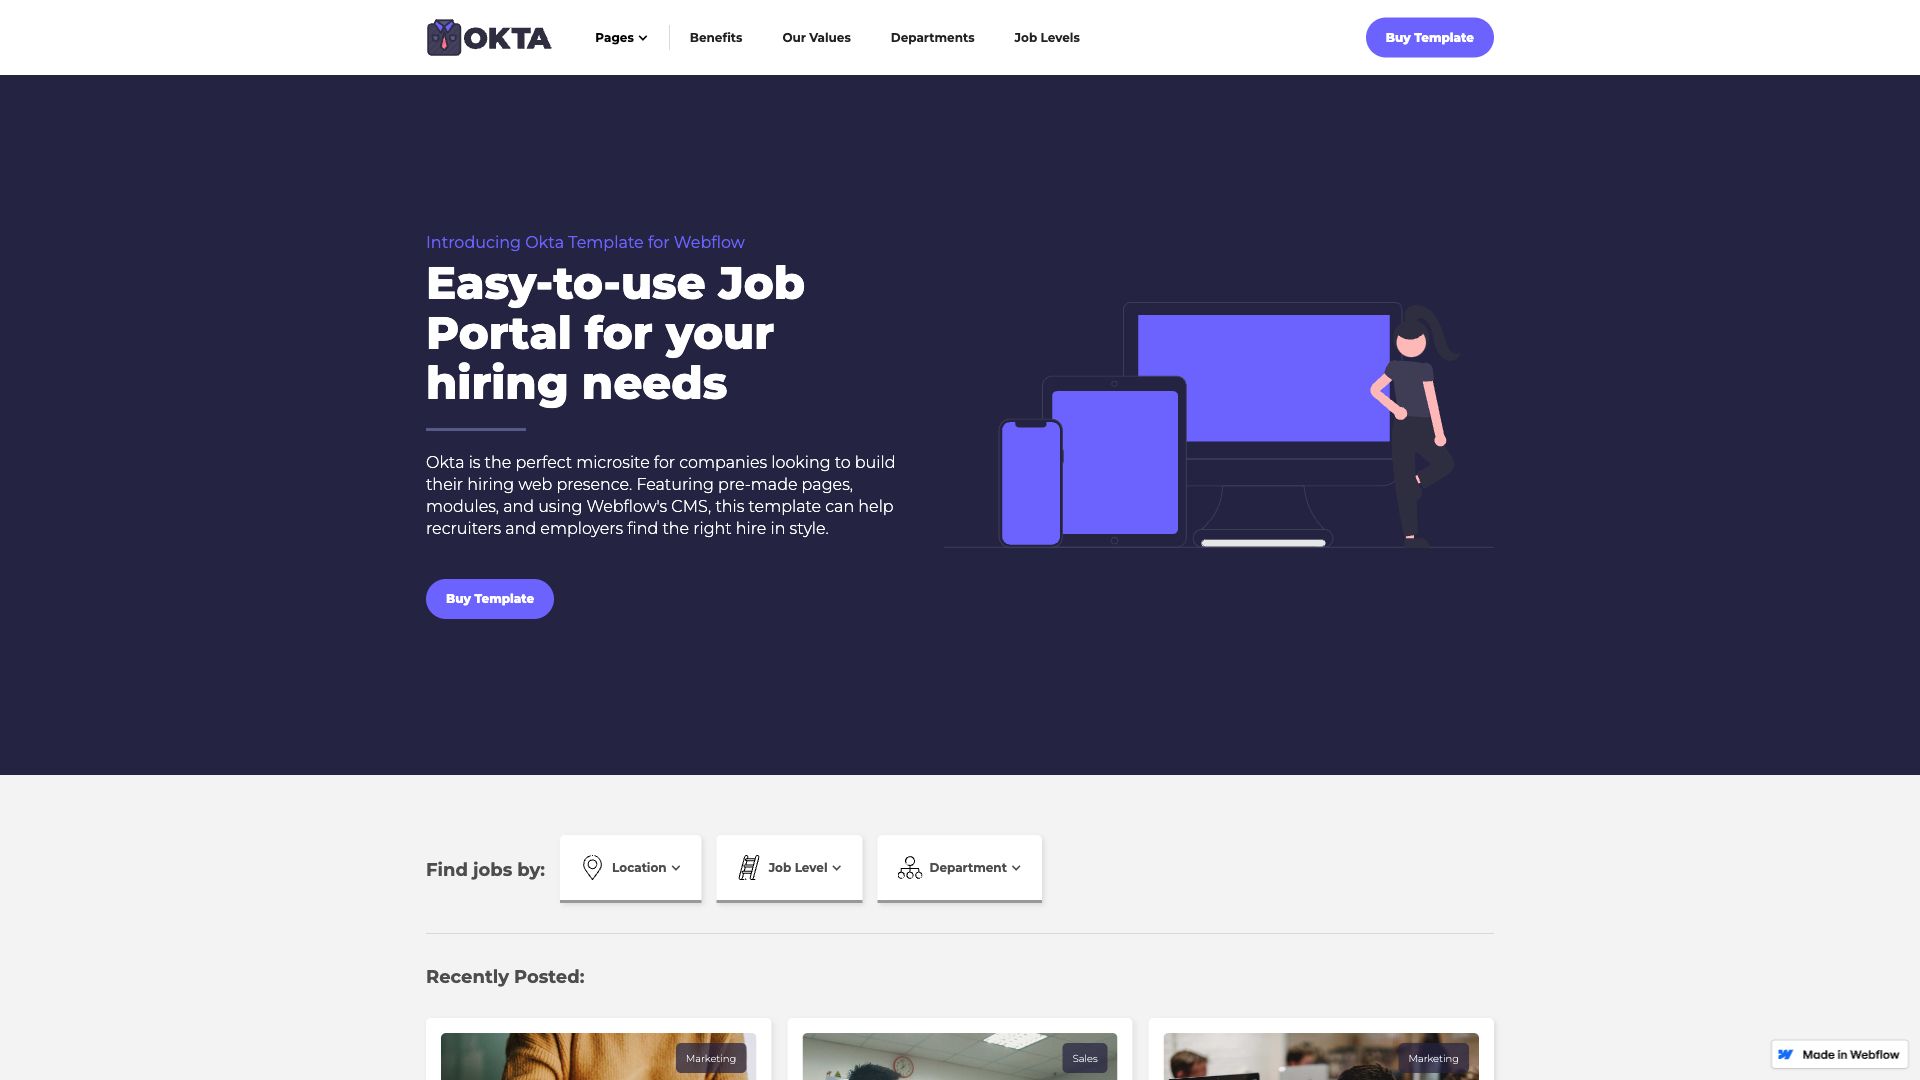 OKTA
Pages
Benefits
Our Values
Departments
Job Levels
Buy Template
Introducing Okta Template for Webflow
Easy-to-use Job
Portal for your
hiring needs
Okta is the perfect microsite for companies looking to build
their hiring web presence. Featuring pre-made pages,
modules, and using Webflow's CMS, this template can help
recruiters and employers find the right hire in style.
Buy Template
Find jobs by:
Location
Job Level
Department
Recently Posted:
Marketing
Sales
Marketing
Made in Webflow